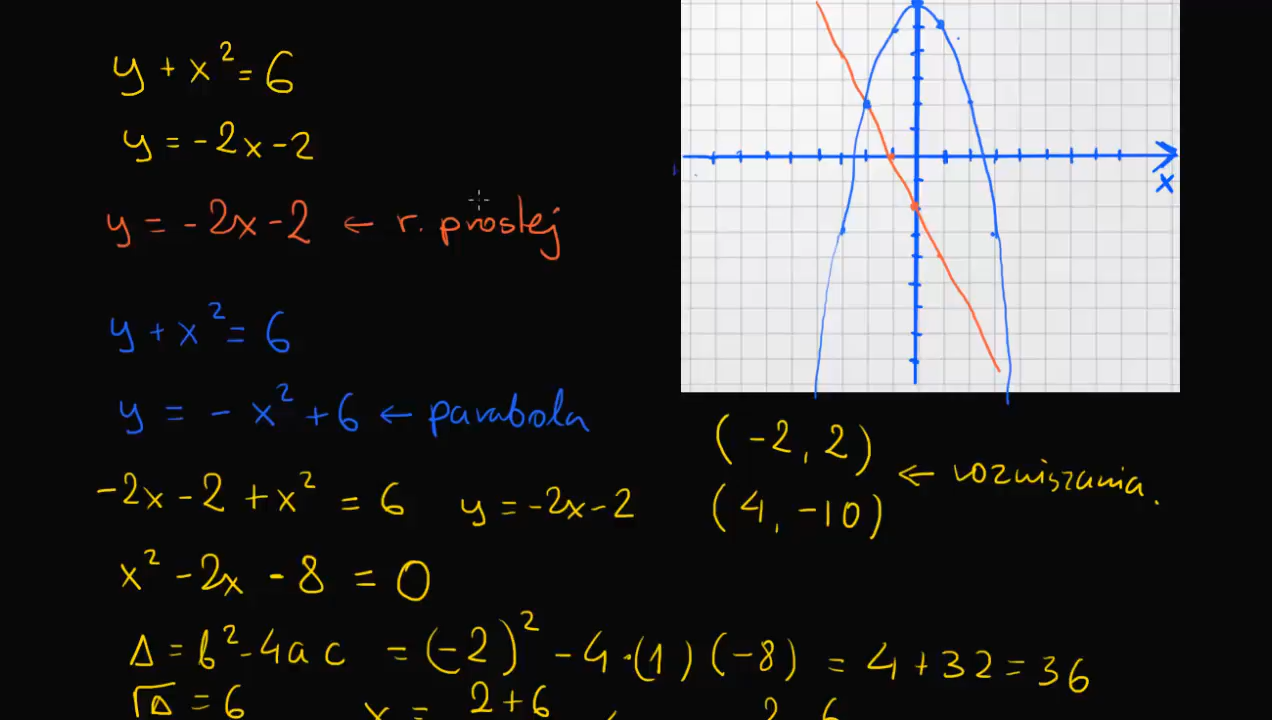 y + x² = 6
y = -2x - 2
y = -2x - 2 ← r. prostej
y + x² = 6
y = - x² + 6 ← parabola
-2x - 2 + x² = 6 y = -2x - 2
x² - 2x - 8 = 0
Δ = b² - 4ac = (-2)² - 4·(1)(-8) = 4 + 32 = 36
√Δ = 6
2 + 6
x =
x
(-2, 2)
(4, -10)
← rozwiązania.